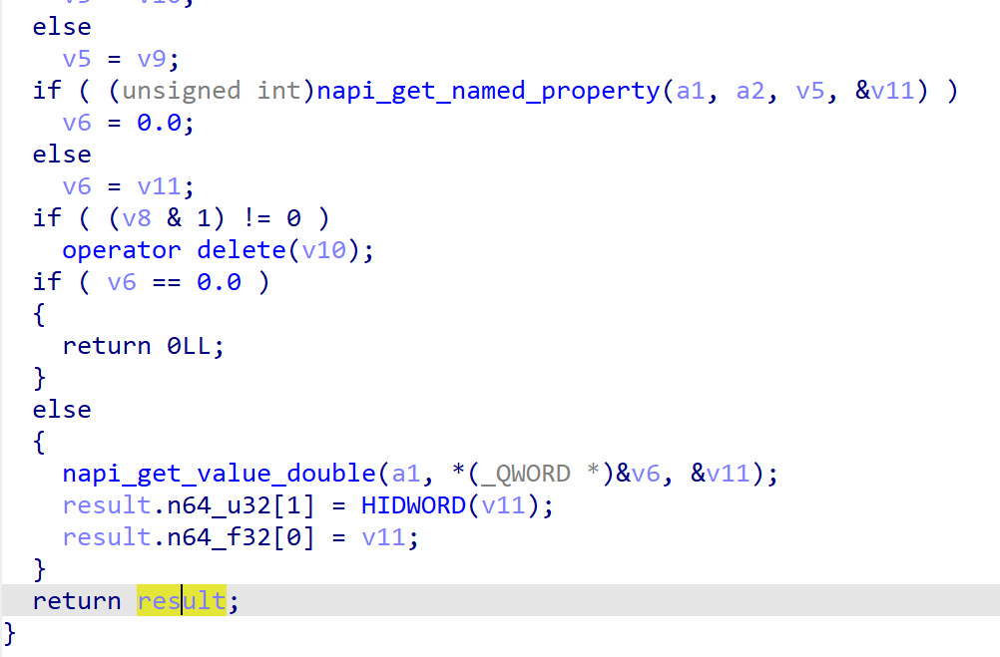 else
v5 = v9;
if ( (unsigned int)napi_get_named_property(a1, a2, v5, &v11) )
v6 = 0.0;
else
v6 = v11;
if ( (v8 & 1) != 0 )
operator delete(v10);
if ( v6 == 0.0 )
{
return 0LL;
}
else
{
napi_get_value_double(a1, *(_QWORD *)&v6, &v11);
result.n64_u32[1] = HIDWORD(v11);
result.n64_f32[0] = v11;
}
return result;
}